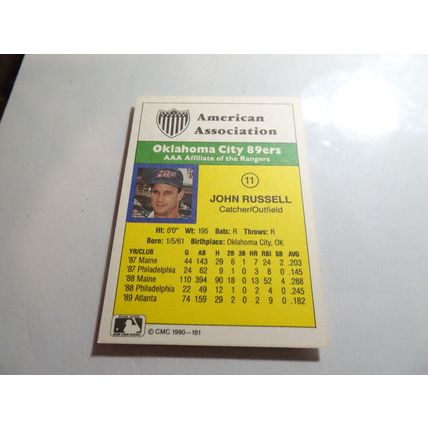 American
Association
Oklahoma City 89ers
AAA Affiliate of the Rangers
11
JOHN RUSSELL
Catcher/Outfield
Ht: 6'0" Wt: 195 Bats: R Throws: R
Born: 1/5/61 Birthplace: Oklahoma City, OK
YR/CLUB G AB H 2B 3B HR RBI SB AVG
'87 Maine 44 143 29 6 1 7 24 2 .203
'87 Philadelphia 24 62 9 1 0 3 8 0 .145
'88 Maine 110 394 90 18 0 13 52 4 .288
'88 Philadelphia 22 49 12 1 0 2 4 0 .245
'89 Atlanta 74 159 29 2 0 2 9 0 .182
© CMC 1990—161